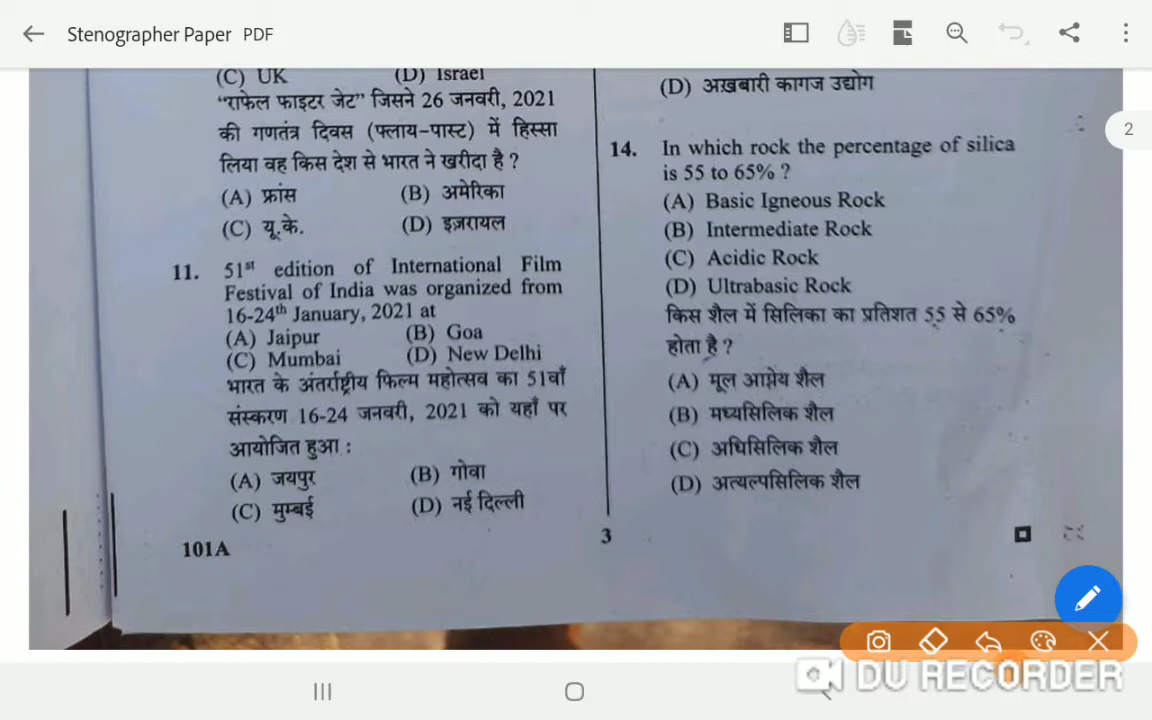 Stenographer Paper PDF
2
(C) UK (D) Israel
"राफेल फाइटर जेट" जिसने 26 जनवरी, 2021
की गणतंत्र दिवस (फ्लाय-पास्ट) में हिस्सा
लिया वह किस देश से भारत ने खरीदा है ?
(A) फ्रांस (B) अमेरिका
(C) यू.के. (D) इज़रायल
11. 51st edition of International Film
Festival of India was organized from
16-24th January, 2021 at
(A) Jaipur (B) Goa
(C) Mumbai (D) New Delhi
भारत के अंतर्राष्ट्रीय फिल्म महोत्सव का 51वाँ
संस्करण 16-24 जनवरी, 2021 को यहाँ पर
आयोजित हुआ :
(A) जयपुर (B) गोवा
(C) मुम्बई (D) नई दिल्ली
101A
(D) अख़बारी कागज उद्योग
14. In which rock the percentage of silica
is 55 to 65% ?
(A) Basic Igneous Rock
(B) Intermediate Rock
(C) Acidic Rock
(D) Ultrabasic Rock
किस शैल में सिलिका का प्रतिशत 55 से 65%
होता है ?
(A) मूल आग्नेय शैल
(B) मध्यसिलिक शैल
(C) अधिसिलिक शैल
(D) अत्यल्पसिलिक शैल
3
DU RECORDER